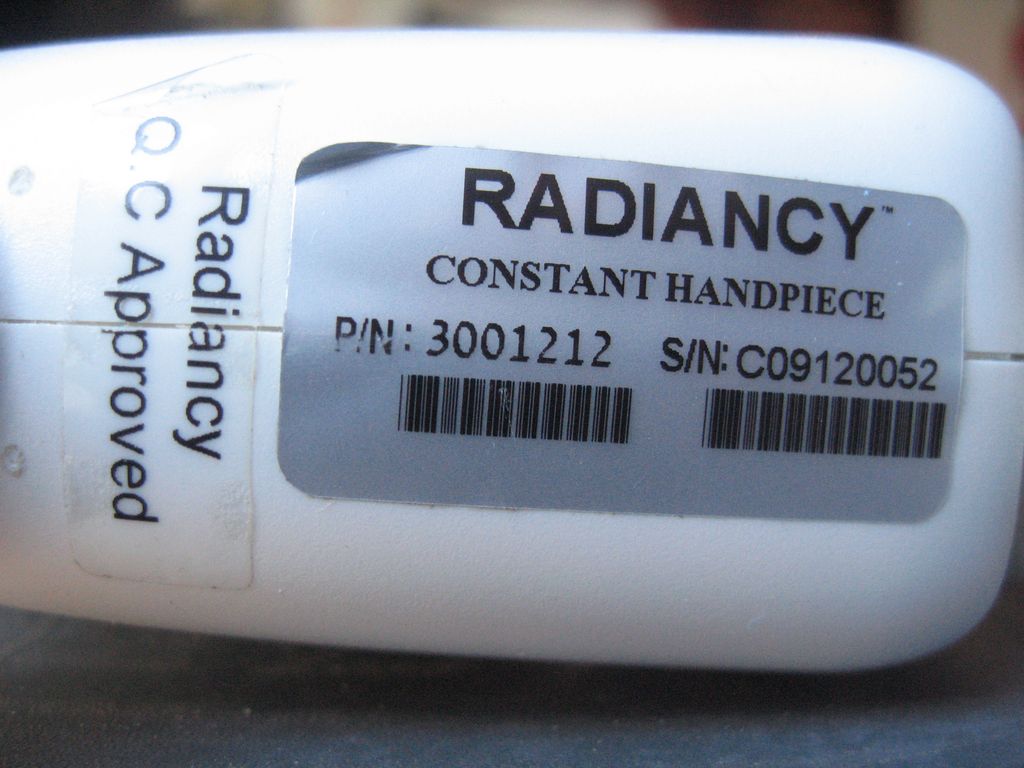 Radiancy
Q.C Approved
RADIANCY™
CONSTANT HANDPIECE
P/N: 3001212 S/N: C09120052